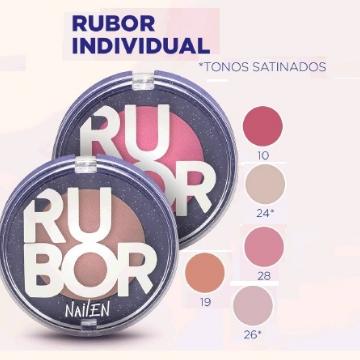 RUBOR
INDIVIDUAL
*TONOS SATINADOS
RU
BOR
10
24*
RU
BOR
NAILEN
28
19
26*